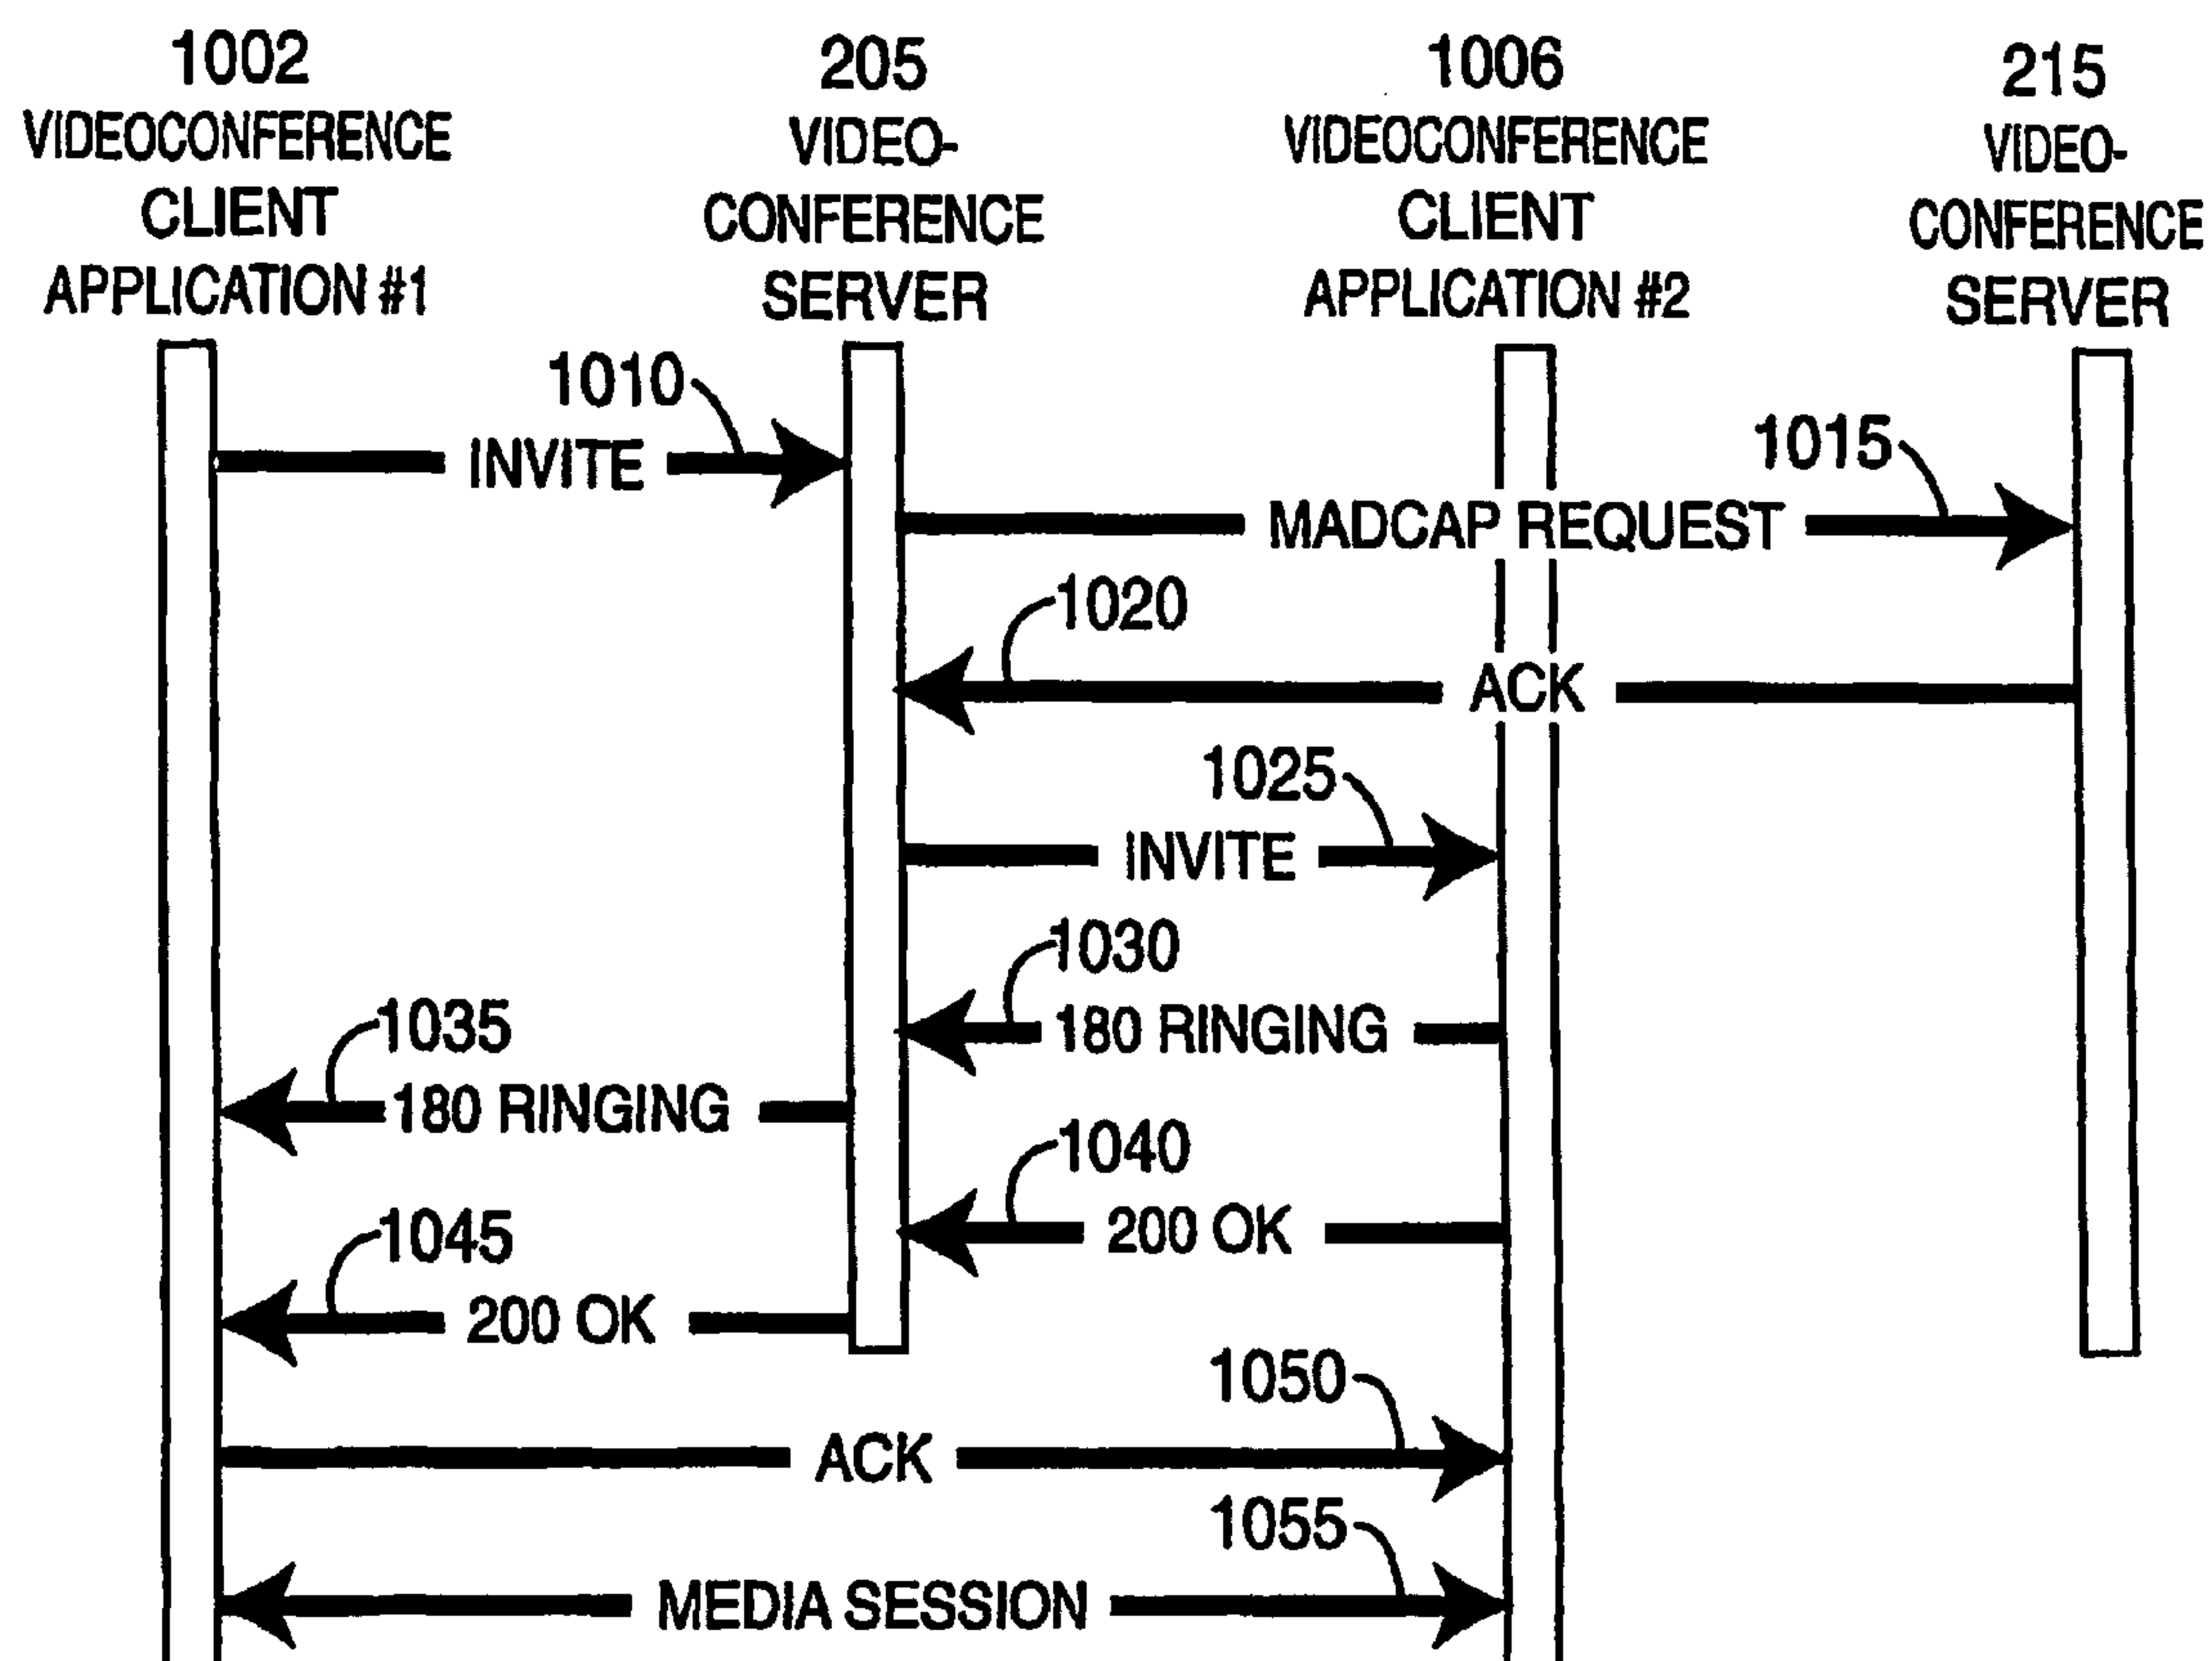 1002
VIDEOCONFERENCE
CLIENT
APPLICATION #1
205
VIDEO-
CONFERENCE
SERVER
1006
VIDEOCONFERENCE
CLIENT
APPLICATION #2
215
VIDEO-
CONFERENCE
SERVER
1010
INVITE
1015
MADCAP REQUEST
1020
ACK
1025
INVITE
1030
180 RINGING
1035
180 RINGING
1040
200 OK
1045
200 OK
1050
ACK
1055
MEDIA SESSION